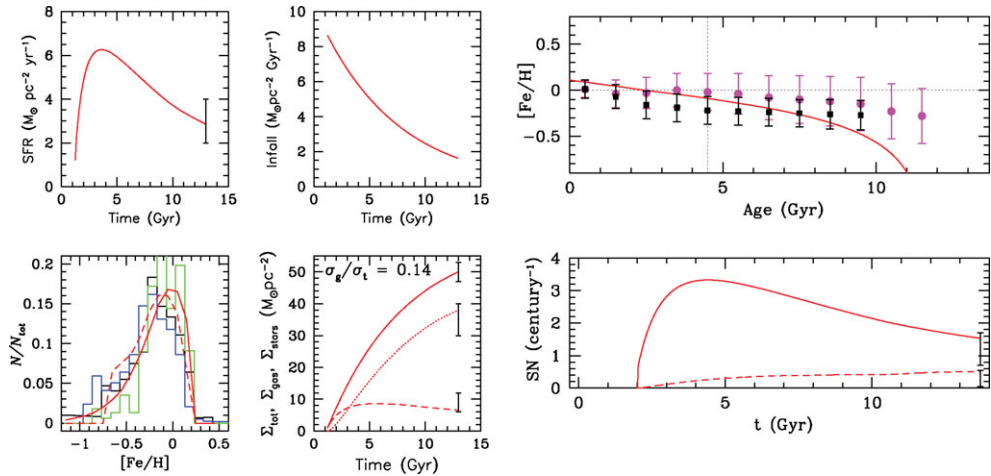 SFR (M⊙ pc⁻² yr⁻¹)
8
6
4
2
0
0 5 10 15
Time (Gyr)
Infall (M⊙pc⁻² Gyr⁻¹)
10
8
6
4
2
0
0 5 10 15
Time (Gyr)
[Fe/H]
0.5
0
−0.5
0 5 10
Age (Gyr)
N/Ntot
0.2
0.15
0.1
0.05
0
−1 −0.5 0 0.5
[Fe/H]
Σtot, Σgas, Σstars (M⊙pc⁻²)
σg/σt = 0.14
50
40
30
20
10
0
0 5 10 15
Time (Gyr)
SN (century⁻¹)
4
3
2
1
0
0 5 10
t (Gyr)